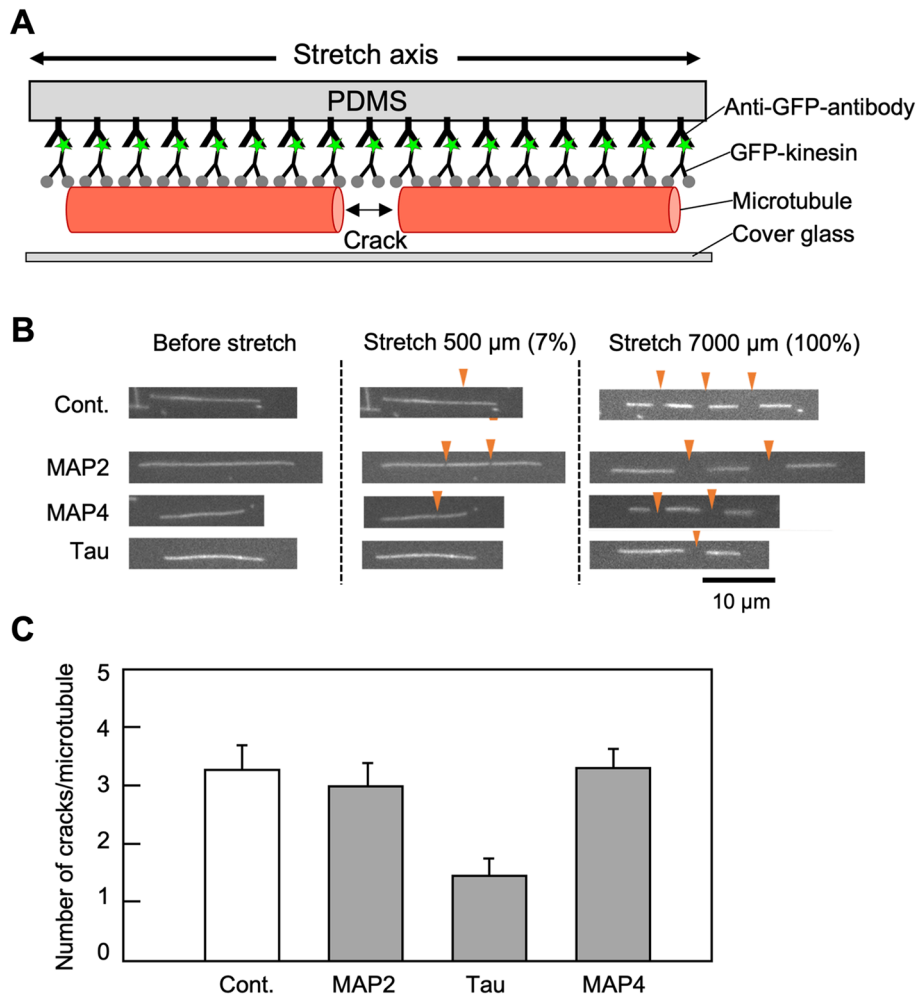 A
Stretch axis
PDMS
Anti-GFP-antibody
GFP-kinesin
Microtubule
Crack
Cover glass
B
Before stretch
Stretch 500 μm (7%)
Stretch 7000 μm (100%)
Cont.
MAP2
MAP4
Tau
10 μm
C
Number of cracks/microtubule
5
4
3
2
1
0
Cont.
MAP2
Tau
MAP4